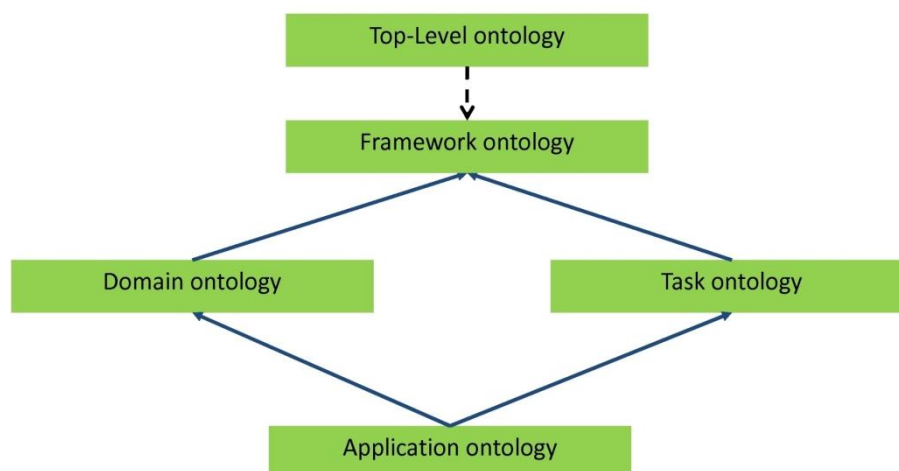 Top-Level ontology
Framework ontology
Domain ontology
Task ontology
Application ontology